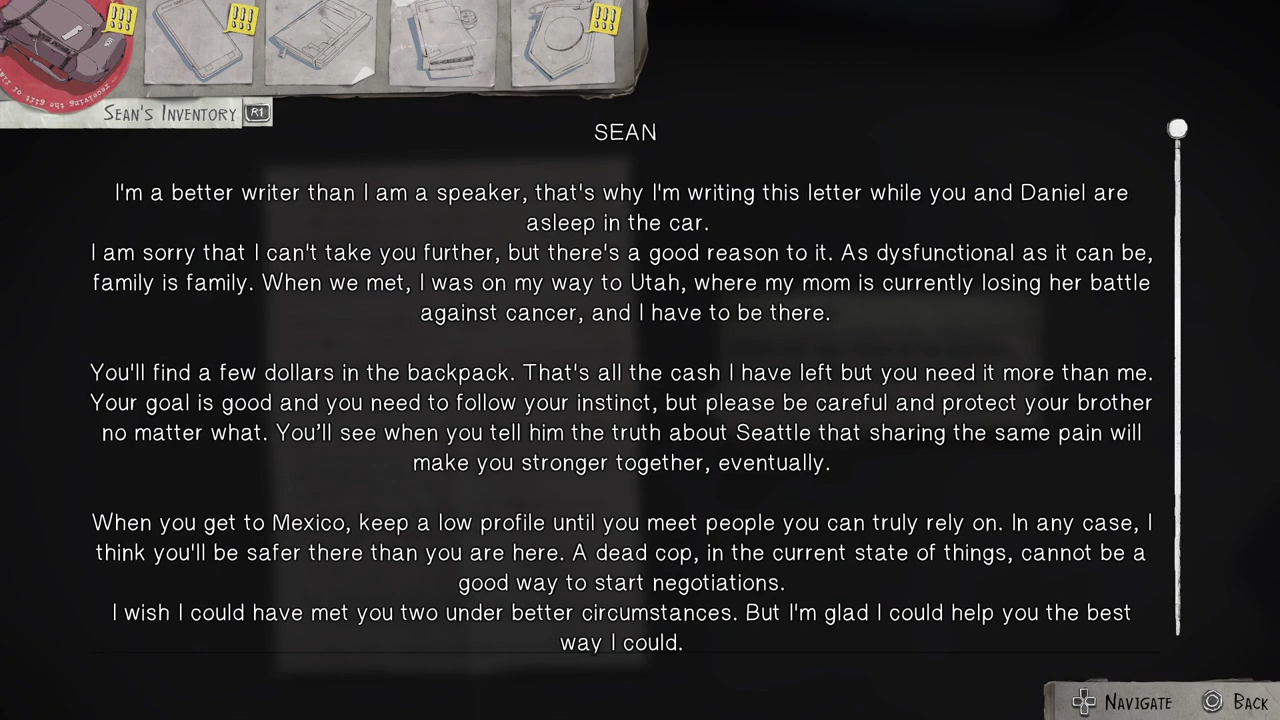 ... receiving the gift of
SEAN'S INVENTORY R1
SEAN
I'm a better writer than I am a speaker, that's why I'm writing this letter while you and Daniel are
asleep in the car.
I am sorry that I can't take you further, but there's a good reason to it. As dysfunctional as it can be,
family is family. When we met, I was on my way to Utah, where my mom is currently losing her battle
against cancer, and I have to be there.
You'll find a few dollars in the backpack. That's all the cash I have left but you need it more than me.
Your goal is good and you need to follow your instinct, but please be careful and protect your brother
no matter what. You’ll see when you tell him the truth about Seattle that sharing the same pain will
make you stronger together, eventually.
When you get to Mexico, keep a low profile until you meet people you can truly rely on. In any case, I
think you'll be safer there than you are here. A dead cop, in the current state of things, cannot be a
good way to start negotiations.
I wish I could have met you two under better circumstances. But I'm glad I could help you the best
way I could.
NAVIGATE BACK